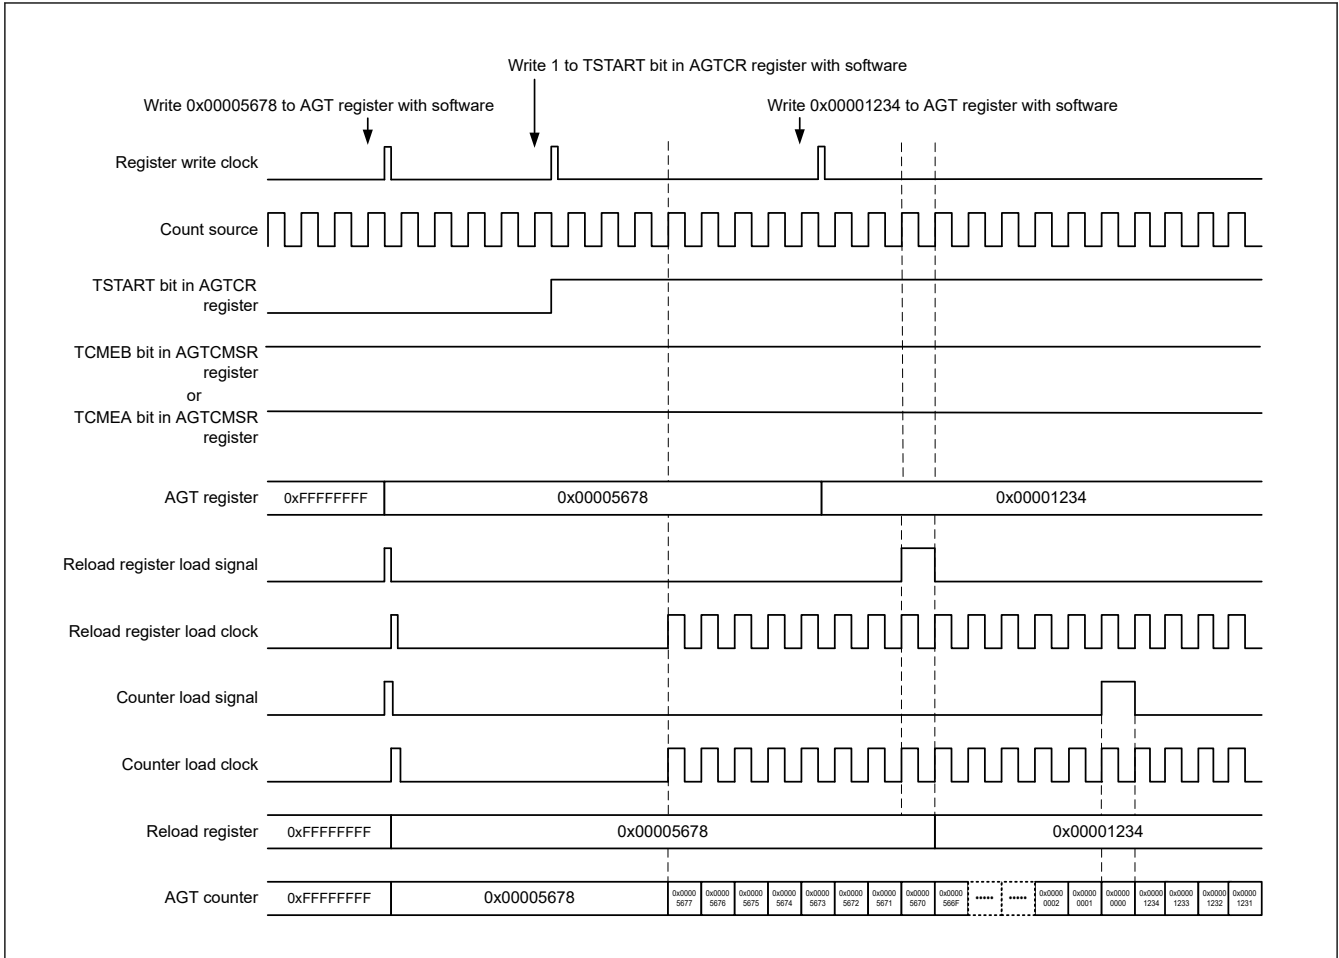 Write 1 to TSTART bit in AGTCR register with software
Write 0x00005678 to AGT register with software
Write 0x00001234 to AGT register with software
Register write clock
Count source
TSTART bit in AGTCR
register
TCMEB bit in AGTCMSR
register
or
TCMEA bit in AGTCMSR
register
AGT register
0xFFFFFFFF
0x00005678
0x00001234
Reload register load signal
Reload register load clock
Counter load signal
Counter load clock
Reload register
0xFFFFFFFF
0x00005678
0x00001234
AGT counter
0xFFFFFFFF
0x00005678
0x0000
5677
0x0000
5676
0x0000
5675
0x0000
5674
0x0000
5673
0x0000
5672
0x0000
5671
0x0000
5670
0x0000
566F
•••••
•••••
0x0000
0002
0x0000
0001
0x0000
0000
0x0000
1234
0x0000
1233
0x0000
1232
0x0000
1231